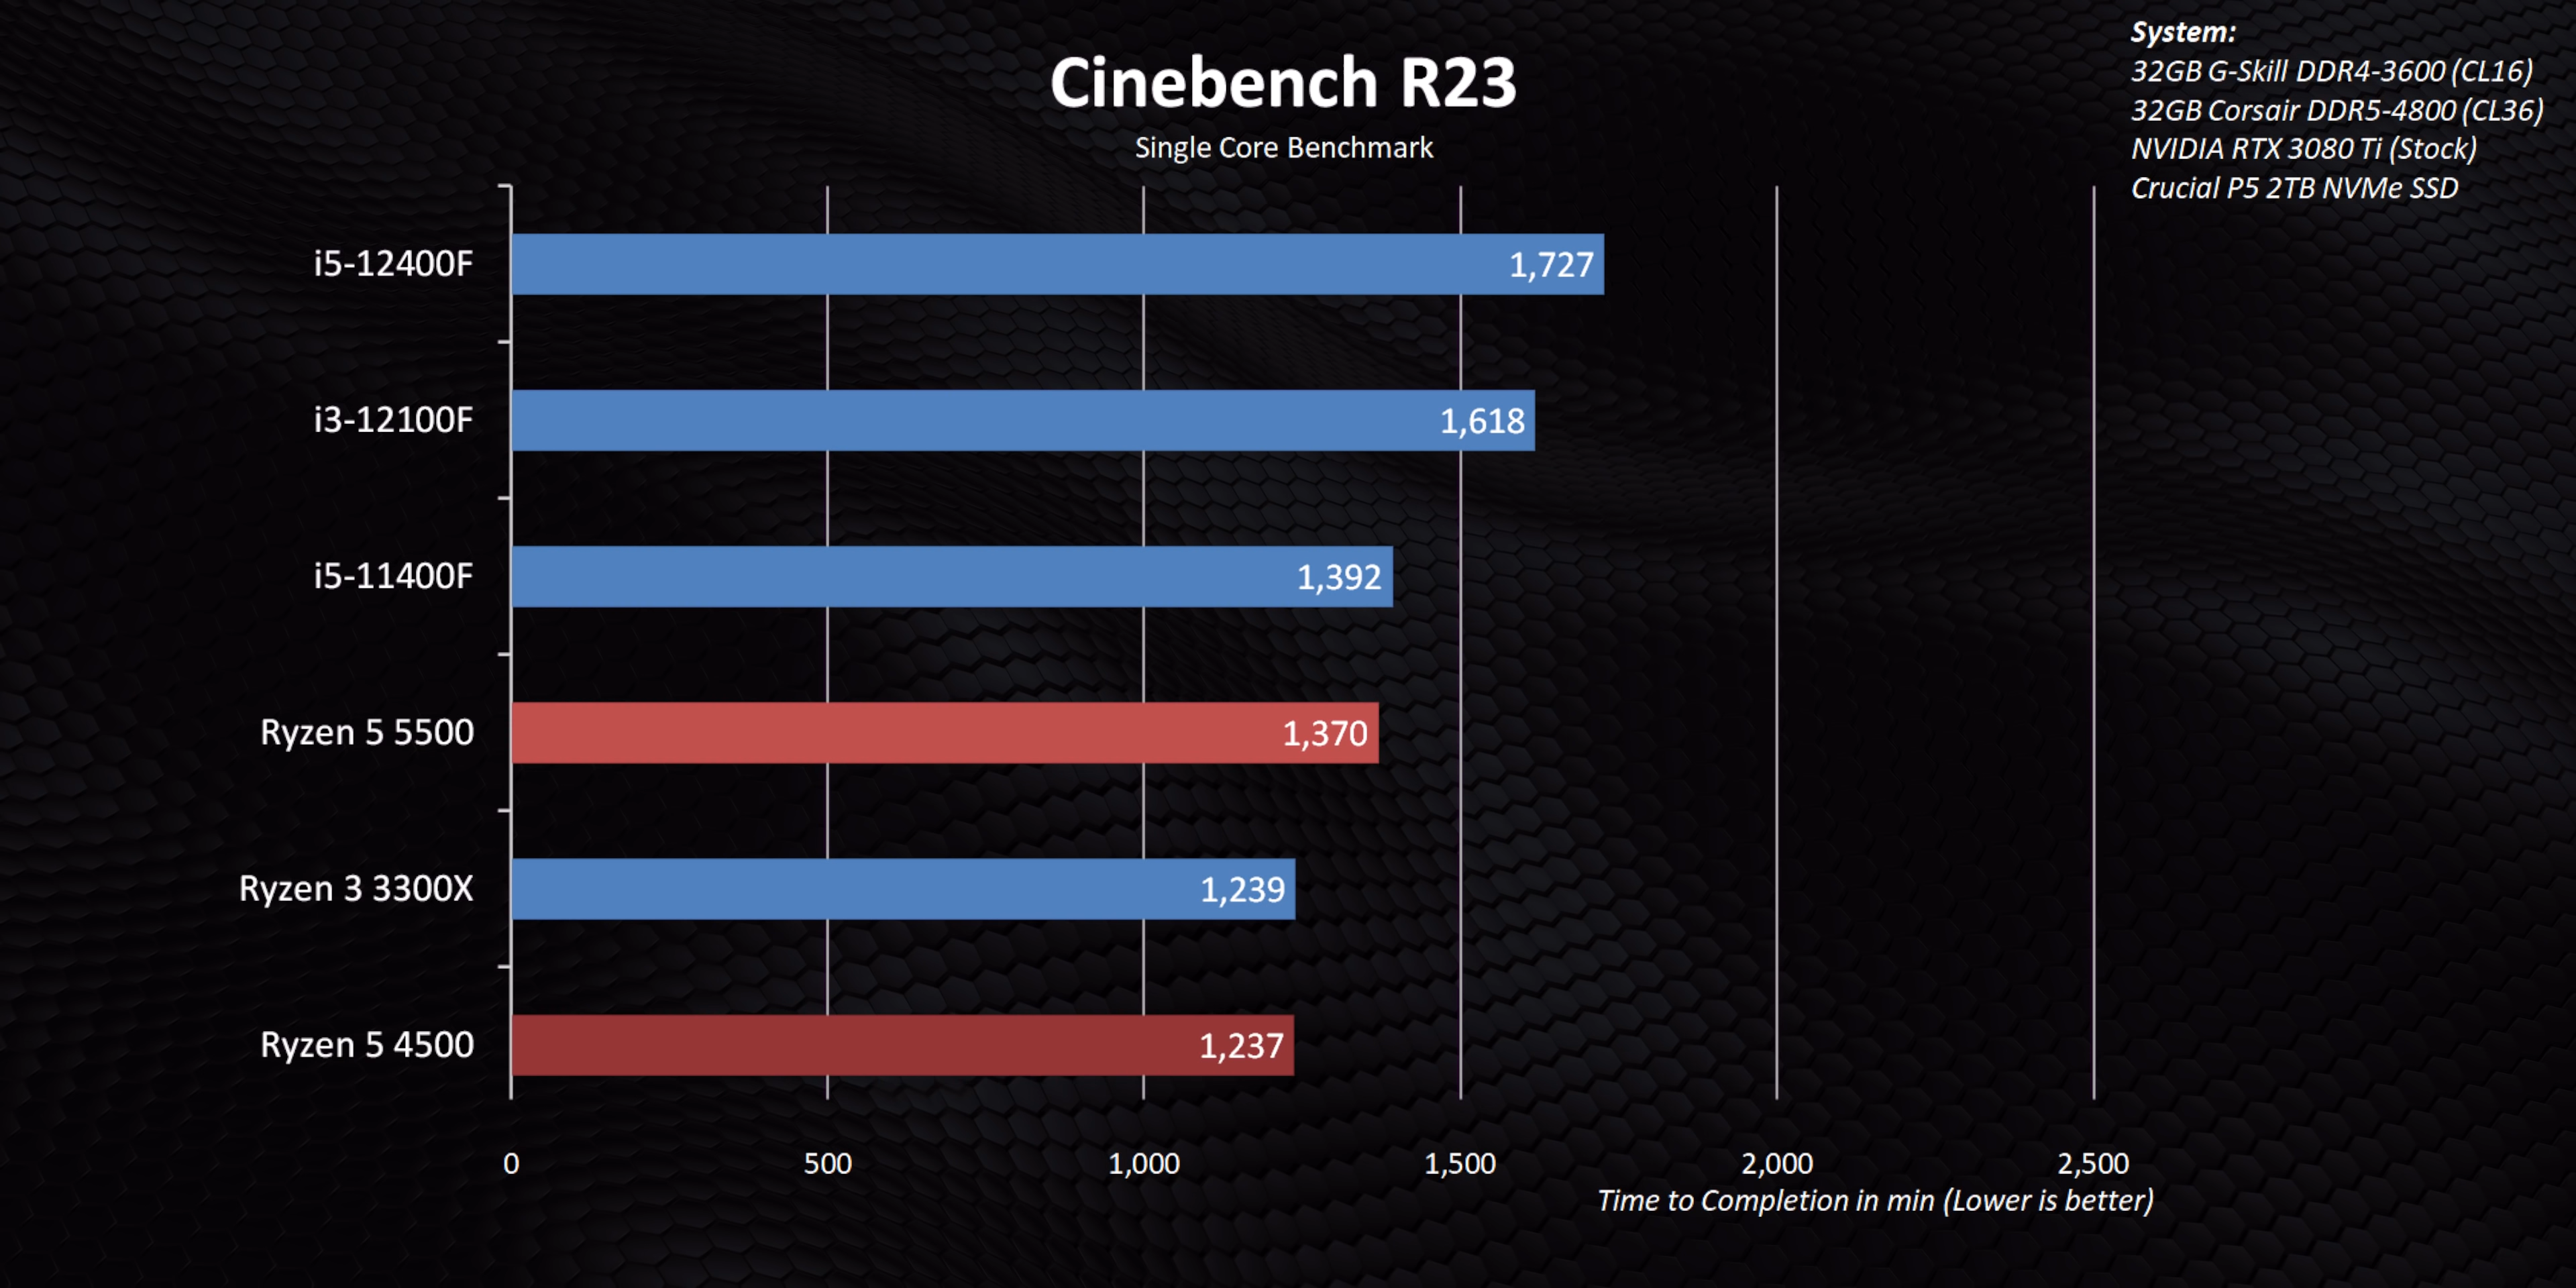 Cinebench R23
Single Core Benchmark
System:
32GB G-Skill DDR4-3600 (CL16)
32GB Corsair DDR5-4800 (CL36)
NVIDIA RTX 3080 Ti (Stock)
Crucial P5 2TB NVMe SSD
i5-12400F 1,727
i3-12100F 1,618
i5-11400F 1,392
Ryzen 5 5500 1,370
Ryzen 3 3300X 1,239
Ryzen 5 4500 1,237
0 500 1,000 1,500 2,000 2,500
Time to Completion in min (Lower is better)